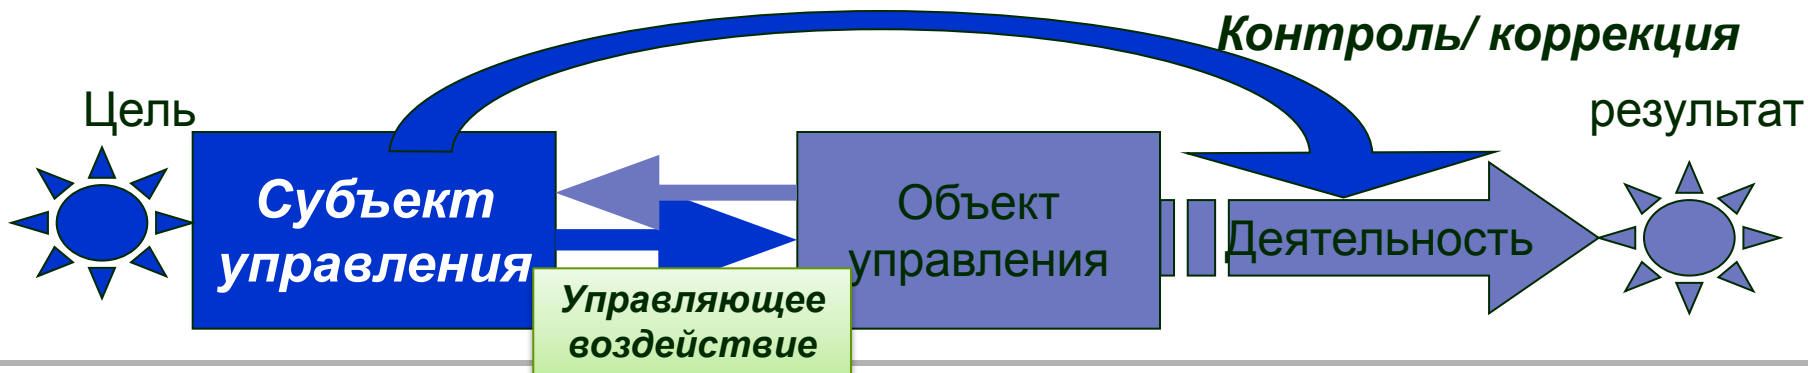 Контроль/ коррекция
Цель
результат
Субъект
управления
Объект
управления
Деятельность
Управляющее
воздействие